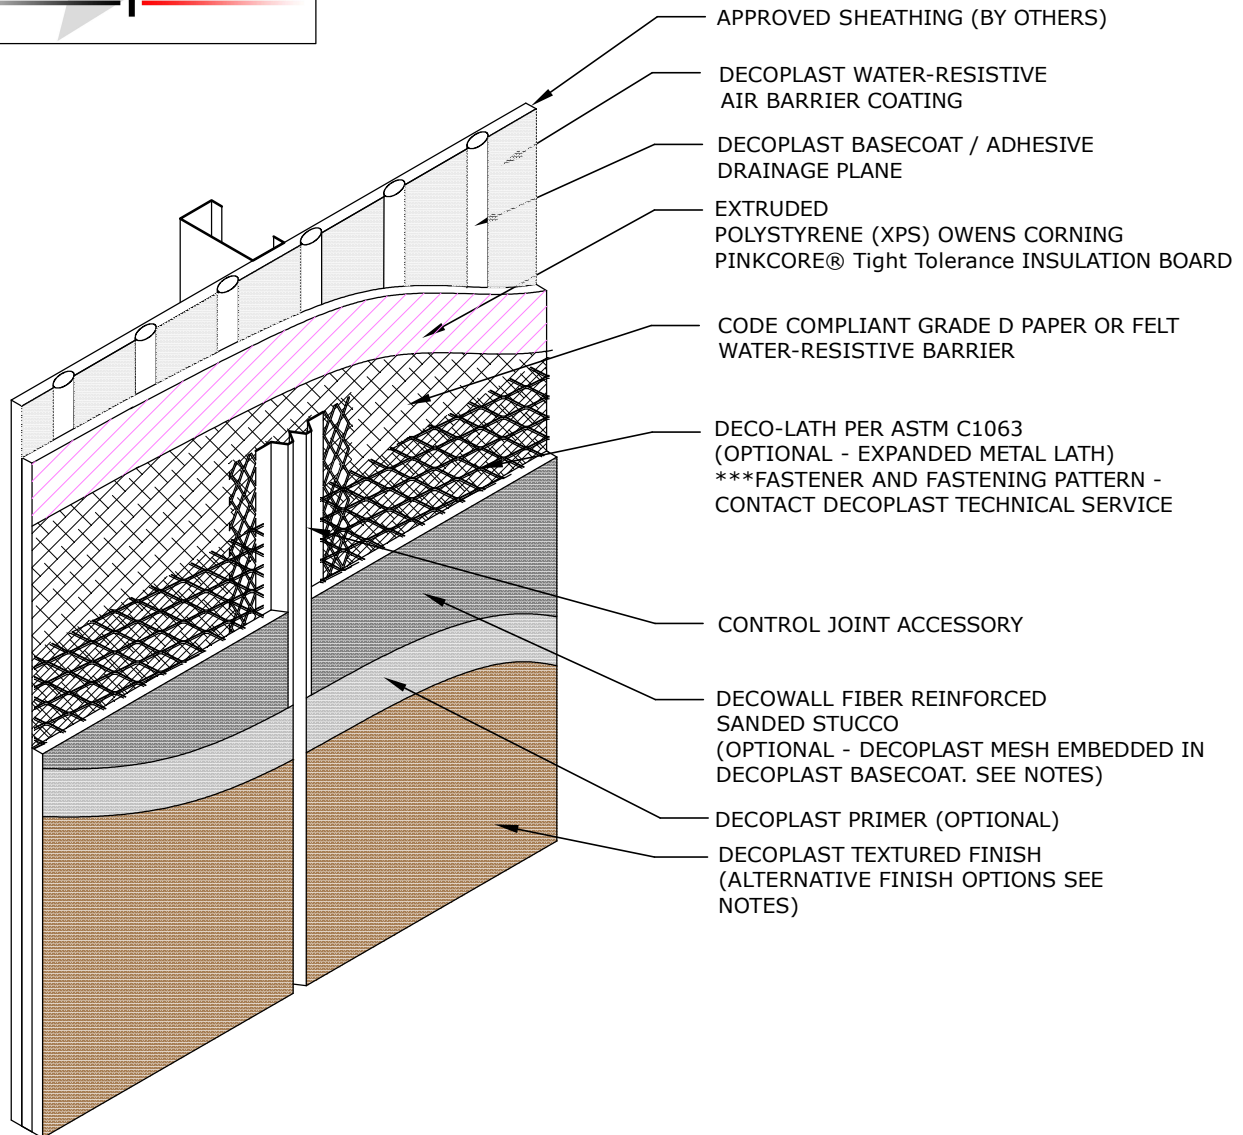 APPROVED SHEATHING (BY OTHERS)
DECOPLAST WATER-RESISTIVE
AIR BARRIER COATING
DECOPLAST BASECOAT / ADHESIVE
DRAINAGE PLANE
EXTRUDED
POLYSTYRENE (XPS) OWENS CORNING
PINKCORE® Tight Tolerance INSULATION BOARD
CODE COMPLIANT GRADE D PAPER OR FELT
WATER-RESISTIVE BARRIER
DECO-LATH PER ASTM C1063
(OPTIONAL - EXPANDED METAL LATH)
***FASTENER AND FASTENING PATTERN -
CONTACT DECOPLAST TECHNICAL SERVICE
CONTROL JOINT ACCESSORY
DECOWALL FIBER REINFORCED
SANDED STUCCO
(OPTIONAL - DECOPLAST MESH EMBEDDED IN
DECOPLAST BASECOAT. SEE NOTES)
DECOPLAST PRIMER (OPTIONAL)
DECOPLAST TEXTURED FINISH
(ALTERNATIVE FINISH OPTIONS SEE
NOTES)